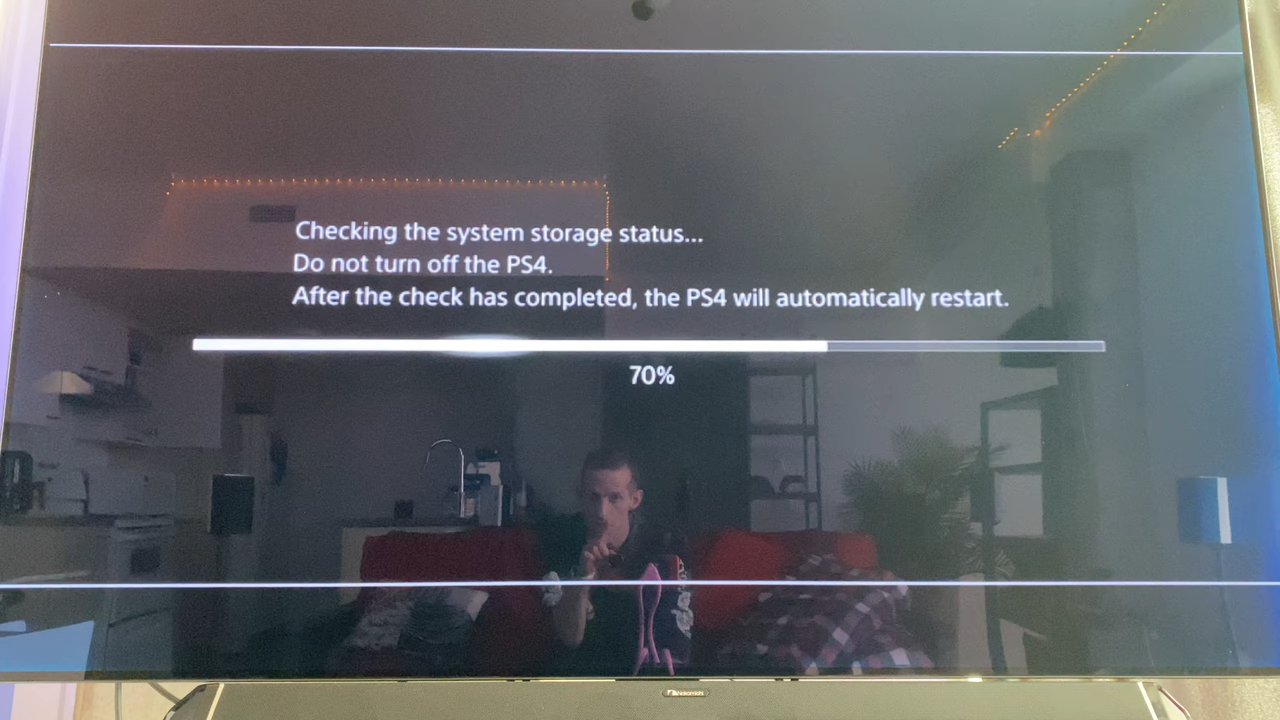 Checking the system storage status...
Do not turn off the PS4.
After the check has completed, the PS4 will automatically restart.
70%